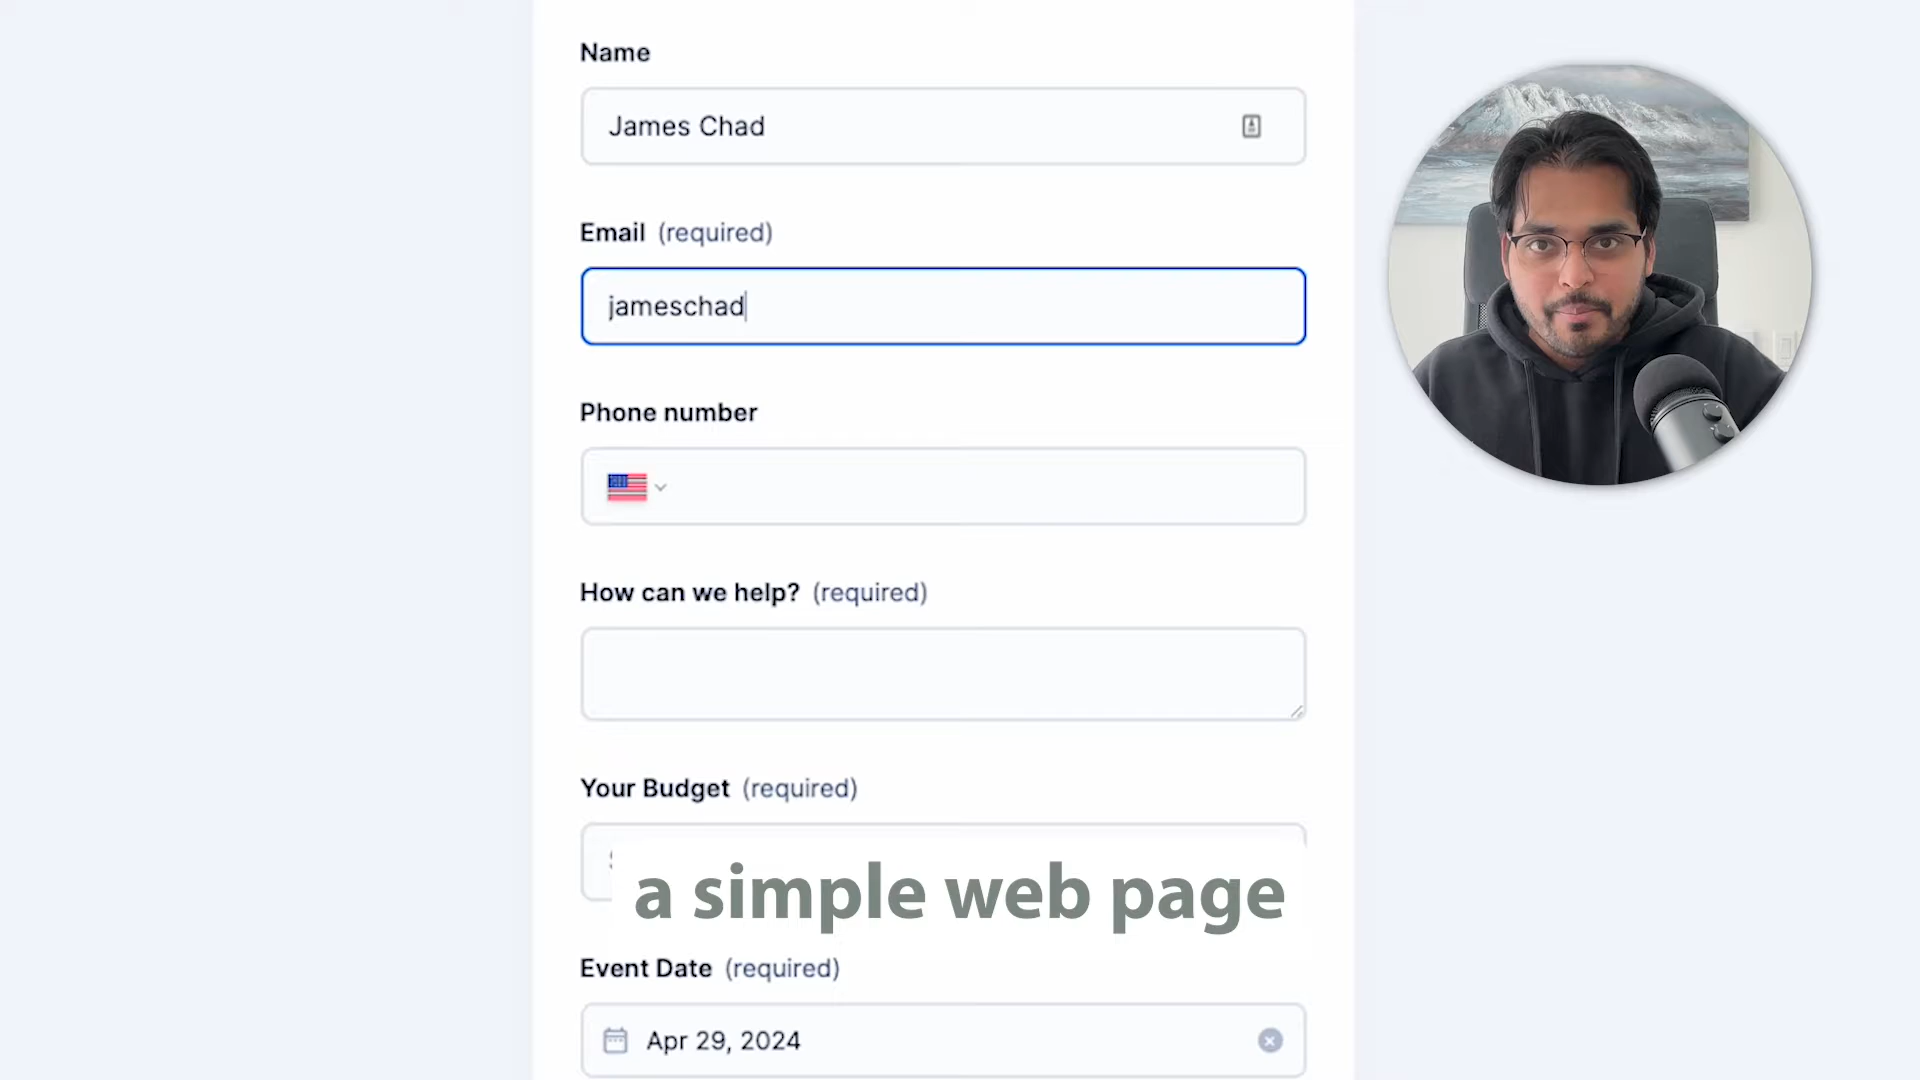 Name
James Chad
Email (required)
jameschad
Phone number
How can we help? (required)
Your Budget (required)
a simple web page
Event Date (required)
Apr 29, 2024